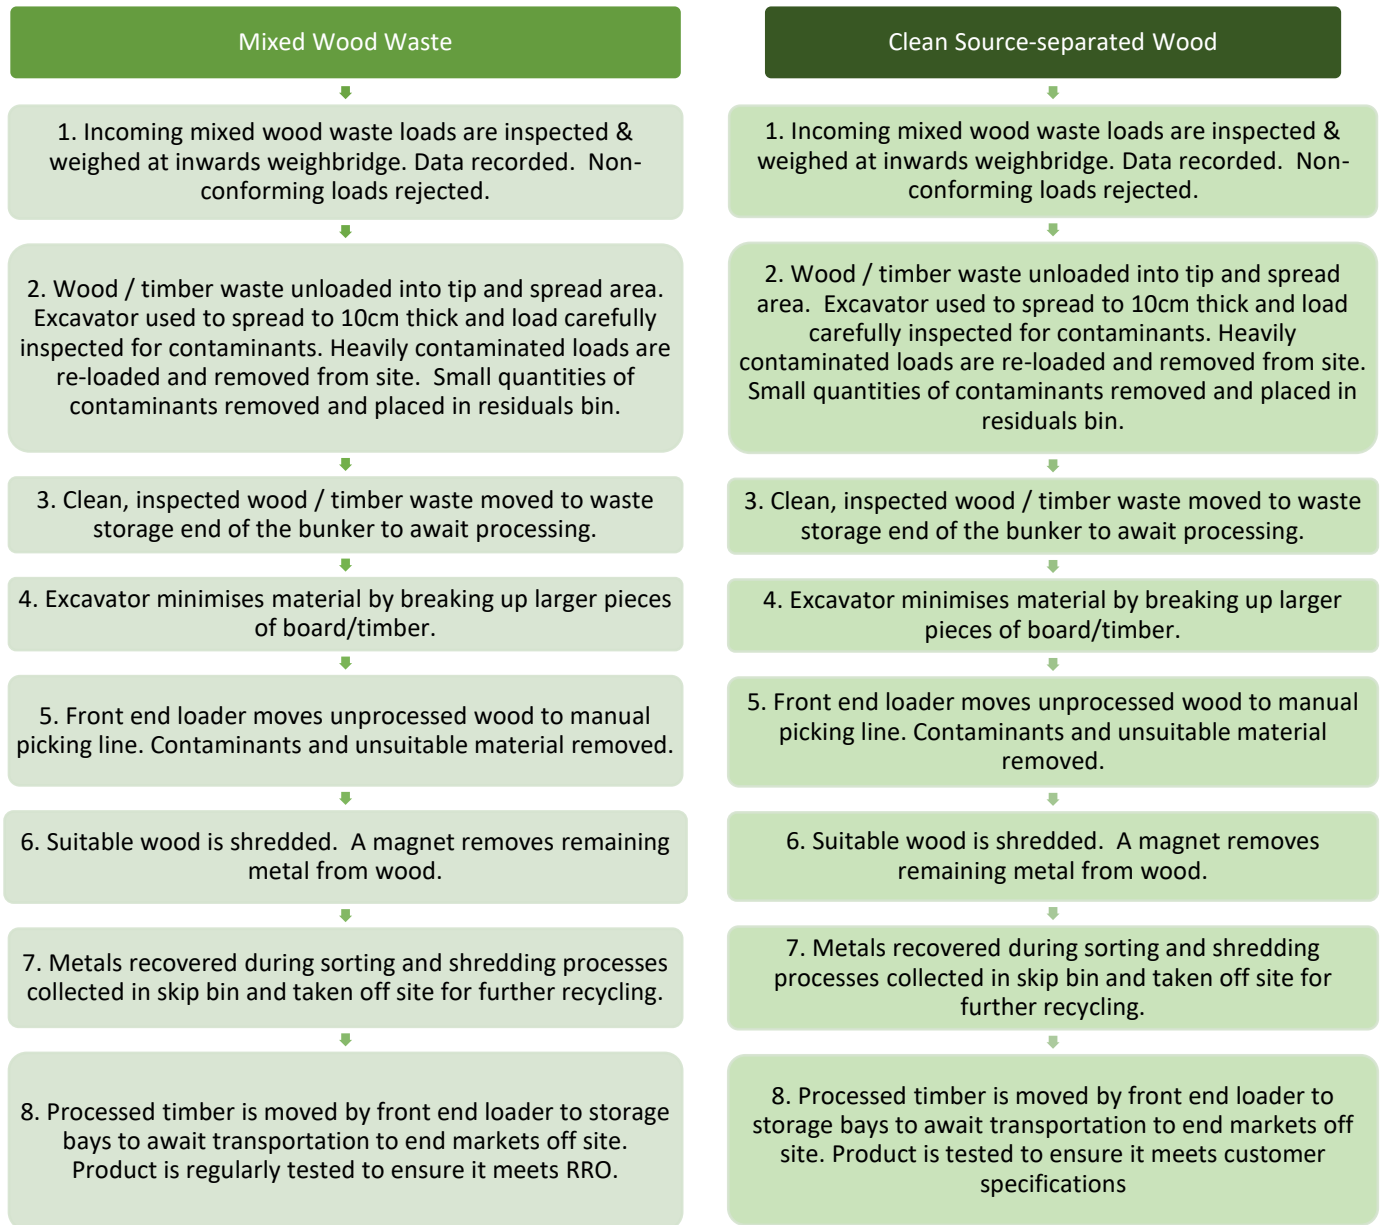 Mixed Wood Waste
1. Incoming mixed wood waste loads are inspected &
weighed at inwards weighbridge. Data recorded.  Non-
conforming loads rejected.
2. Wood / timber waste unloaded into tip and spread area.
Excavator used to spread to 10cm thick and load carefully
inspected for contaminants. Heavily contaminated loads are
re-loaded and removed from site.  Small quantities of
contaminants removed and placed in residuals bin.
3. Clean, inspected wood / timber waste moved to waste
storage end of the bunker to await processing.
4. Excavator minimises material by breaking up larger pieces
of board/timber.
5. Front end loader moves unprocessed wood to manual
picking line. Contaminants and unsuitable material removed.
6. Suitable wood is shredded.  A magnet removes remaining
metal from wood.
7. Metals recovered during sorting and shredding processes
collected in skip bin and taken off site for further recycling.
8. Processed timber is moved by front end loader to storage
bays to await transportation to end markets off site.
Product is regularly tested to ensure it meets RRO.
Clean Source-separated Wood
1. Incoming mixed wood waste loads are inspected &
weighed at inwards weighbridge. Data recorded.  Non-
conforming loads rejected.
2. Wood / timber waste unloaded into tip and spread
area.  Excavator used to spread to 10cm thick and load
carefully inspected for contaminants. Heavily
contaminated loads are re-loaded and removed from site.
Small quantities of contaminants removed and placed in
residuals bin.
3. Clean, inspected wood / timber waste moved to waste
storage end of the bunker to await processing.
4. Excavator minimises material by breaking up larger
pieces of board/timber.
5. Front end loader moves unprocessed wood to manual
picking line. Contaminants and unsuitable material
removed.
6. Suitable wood is shredded.  A magnet removes
remaining metal from wood.
7. Metals recovered during sorting and shredding
processes collected in skip bin and taken off site for
further recycling.
8. Processed timber is moved by front end loader to
storage bays to await transportation to end markets off
site. Product is tested to ensure it meets customer
specifications